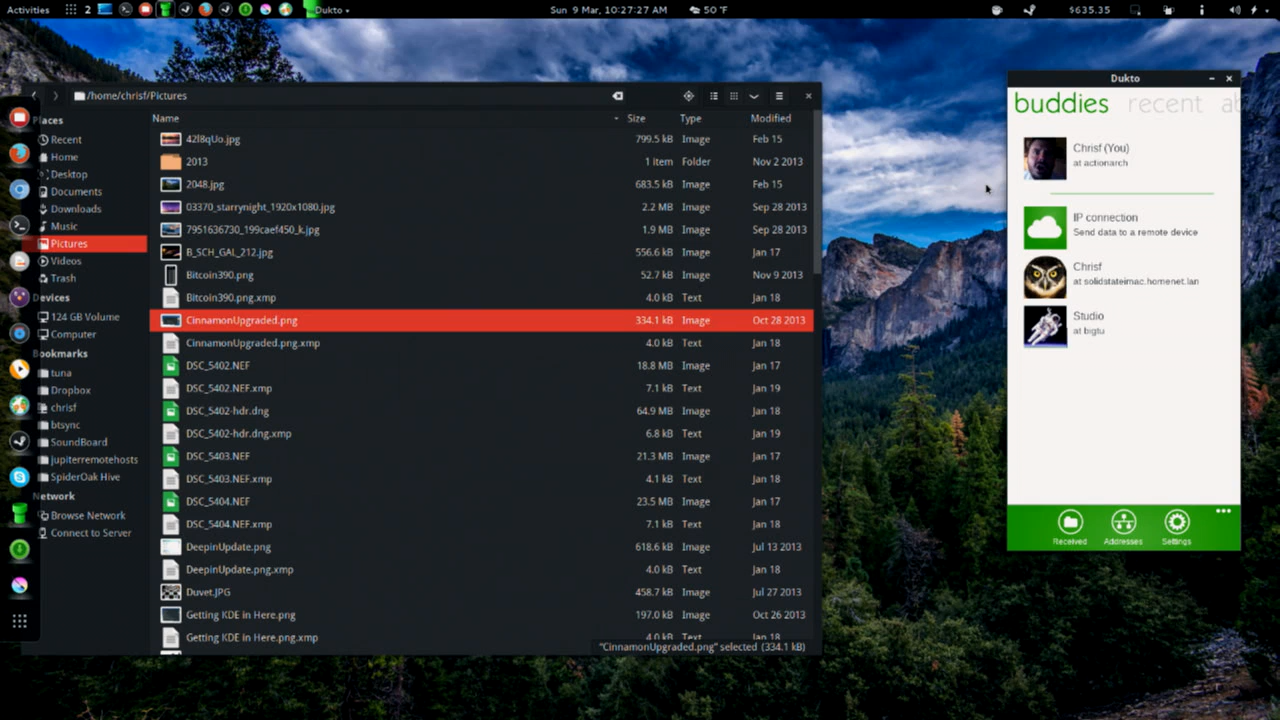 Activities 2 Dukto Sun 9 Mar, 10:27:27 AM 50 °F $635.35
/home/chrisf/Pictures
Places
Recent
Home
Desktop
Documents
Downloads
Music
Pictures
Videos
Trash
Devices
124 GB Volume
Computer
Bookmarks
tuna
Dropbox
chrisf
btsync
SoundBoard
jupiterremotehosts
SpiderOak Hive
Network
Browse Network
Connect to Server
Name Size Type Modified
42l8qUo.jpg 799.5 kB Image Feb 15
2013 1 item Folder Nov 2 2013
2048.jpg 683.5 kB Image Feb 15
03370_starrynight_1920x1080.jpg 2.2 MB Image Sep 28 2013
7951636730_199caef450_k.jpg 1.9 MB Image Sep 28 2013
B_SCH_GAL_212.jpg 556.6 kB Image Jan 17
Bitcoin390.png 52.7 kB Image Nov 9 2013
Bitcoin390.png.xmp 4.0 kB Text Jan 18
CinnamonUpgraded.png 334.1 kB Image Oct 28 2013
CinnamonUpgraded.png.xmp 4.0 kB Text Jan 18
DSC_5402.NEF 18.8 MB Image Jan 17
DSC_5402.NEF.xmp 7.1 kB Text Jan 19
DSC_5402-hdr.dng 64.9 MB Image Jan 18
DSC_5402-hdr.dng.xmp 6.8 kB Text Jan 19
DSC_5403.NEF 21.3 MB Image Jan 17
DSC_5403.NEF.xmp 4.1 kB Text Jan 18
DSC_5404.NEF 23.5 MB Image Jan 17
DSC_5404.NEF.xmp 7.1 kB Text Jan 18
DeepinUpdate.png 618.6 kB Image Jul 13 2013
DeepinUpdate.png.xmp 4.0 kB Text Jan 18
Duvet.JPG 458.7 kB Image Jul 27 2013
Getting KDE in Here.png 197.0 kB Image Oct 26 2013
Getting KDE in Here.png.xmp 4.0 kB Text Jan 18
"CinnamonUpgraded.png" selected (334.1 kB)
Dukto
buddies recent ab
Chrisf (You)
at actionarch
IP connection
Send data to a remote device
Chrisf
at solidstateimac.homenet.lan
Studio
at bigtu
Received Addresses Settings